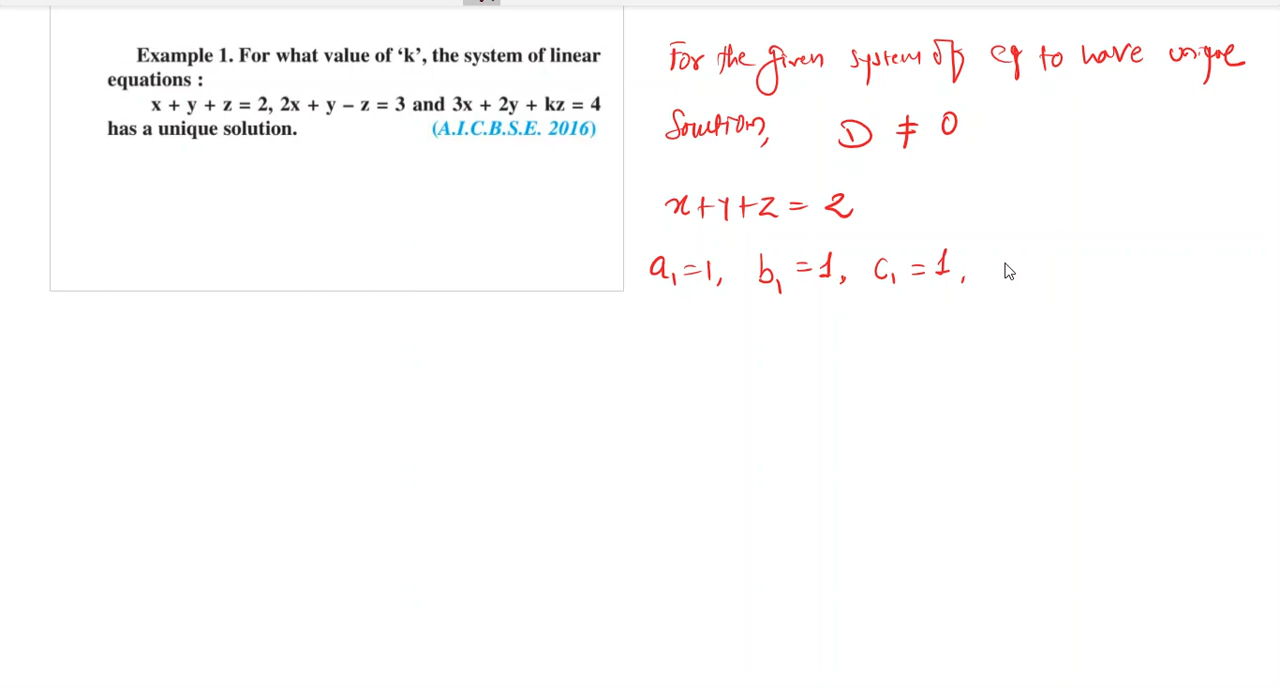 Example 1. For what value of ‘k’, the system of linear
equations :
x + y + z = 2, 2x + y – z = 3 and 3x + 2y + kz = 4
has a unique solution. (A.I.C.B.S.E. 2016)
For the given system of eq to have unique
Solution, D ≠ 0
x+y+z = 2
a₁=1, b₁ = 1, c₁ = 1,